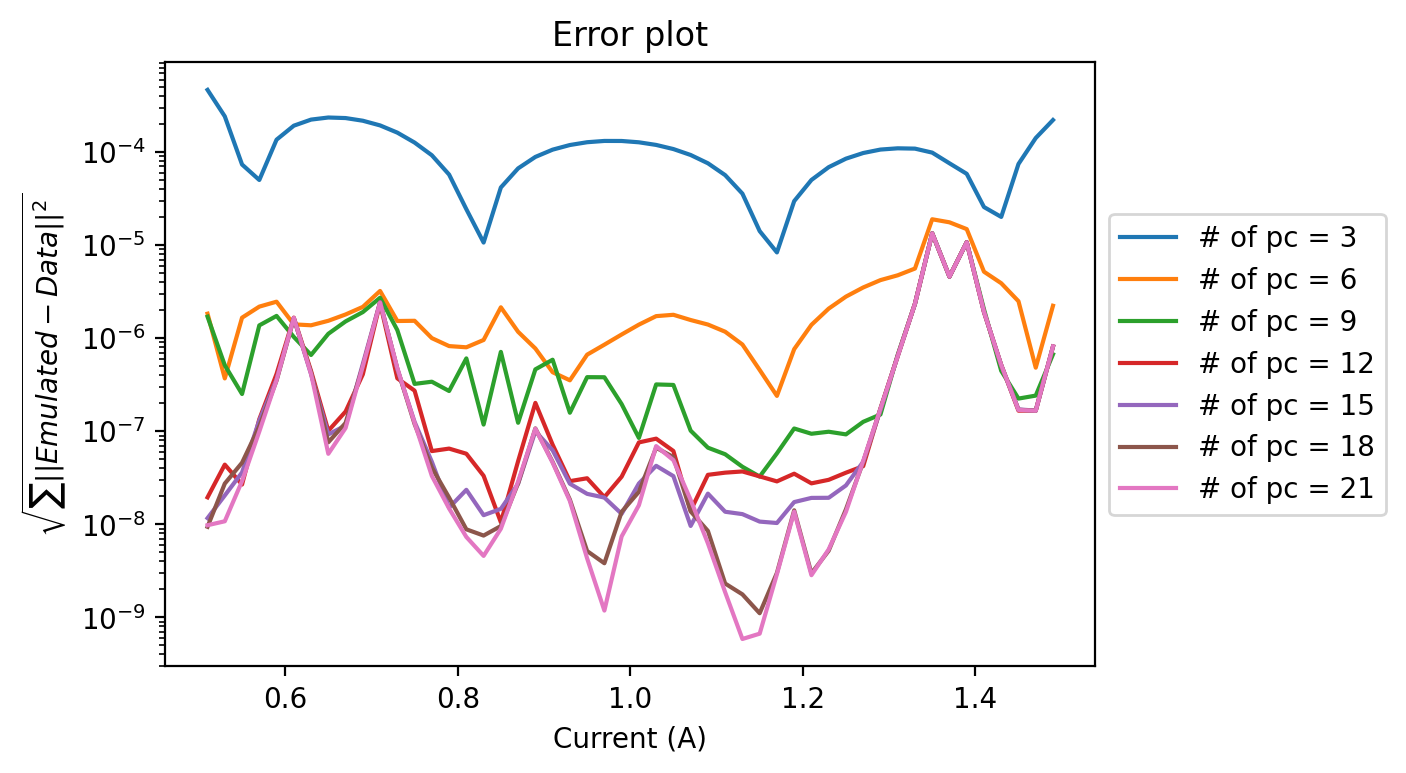 Error plot
√∑||Emulated − Data||²
10⁻⁴
10⁻⁵
10⁻⁶
10⁻⁷
10⁻⁸
10⁻⁹
0.6 0.8 1.0 1.2 1.4
Current (A)
# of pc = 3
# of pc = 6
# of pc = 9
# of pc = 12
# of pc = 15
# of pc = 18
# of pc = 21